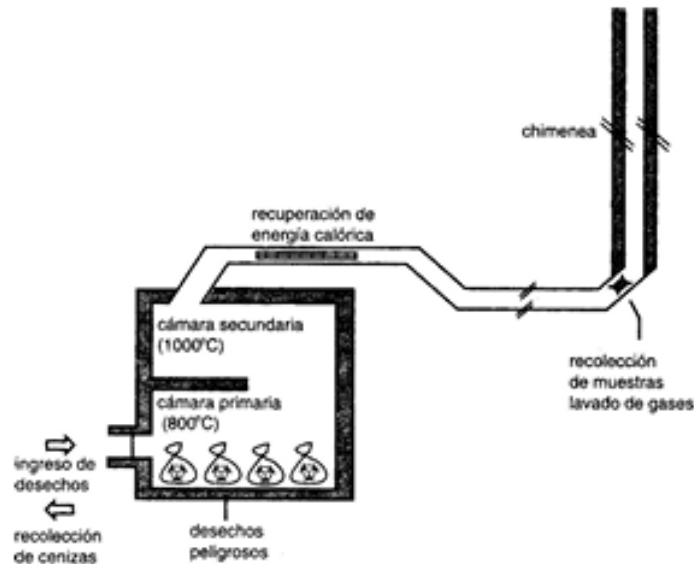 chimenea
recuperación de
energía calórica
cámara secundaria
(1000°C)
cámara primaria
(800°C)
recolección
de muestras
lavado de gases
ingreso de
desechos
recolección
de cenizas
desechos
peligrosos